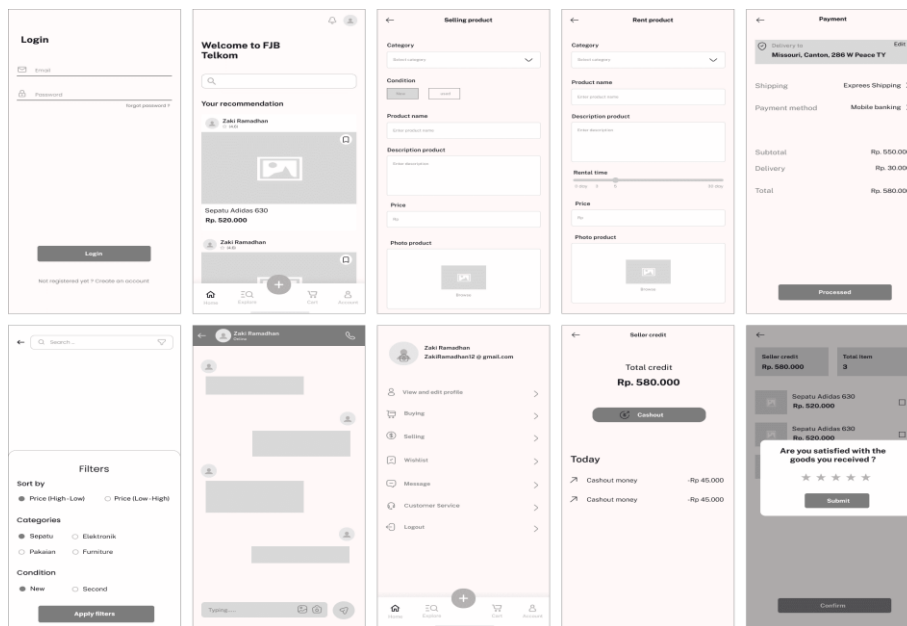 Login
Email
Password
forgot password ?
Login
Not registered yet ? Create an account
Welcome to FJB
Telkom
Your recommendation
Zaki Ramadhan
Sepatu Adidas 630
Rp. 520.000
Zaki Ramadhan
Home
Explore
Cart
Account
Selling product
Category
Select category
Condition
Product name
Enter product name
Description product
Enter description
Price
Rp
Photo product
Browse
Rent product
Category
Select category
Product name
Enter product name
Description product
Enter description
Rental time
Price
Rp
Photo product
Browse
Payment
Delivery to
Edit
Missouri, Canton, 286 W Peace TY
Shipping
Exprees Shipping
Payment method
Mobile banking
Subtotal
Rp. 550.000
Delivery
Rp. 30.000
Total
Rp. 580.000
Processed
Search...
Filters
Sort by
Price (High-Low)
Price (Low-High)
Categories
Sepatu
Elektronik
Pakaian
Furniture
Condition
New
Second
Apply filters
Zaki Ramadhan
Typing....
Zaki Ramadhan
ZakiRamadhan12@gmail.com
View and edit profile
Buying
Selling
Wishlist
Message
Customer Service
Logout
Home
Explore
Cart
Account
Seller credit
Total credit
Rp. 580.000
Cashout
Today
Cashout money
-Rp 45.000
Cashout money
-Rp 45.000
Seller credit
Rp. 580.000
Total item
3
Sepatu Adidas 630
Rp. 520.000
Sepatu Adidas 630
Rp. 520.000
Are you satisfied with the
goods you received ?
Submit
Confirm